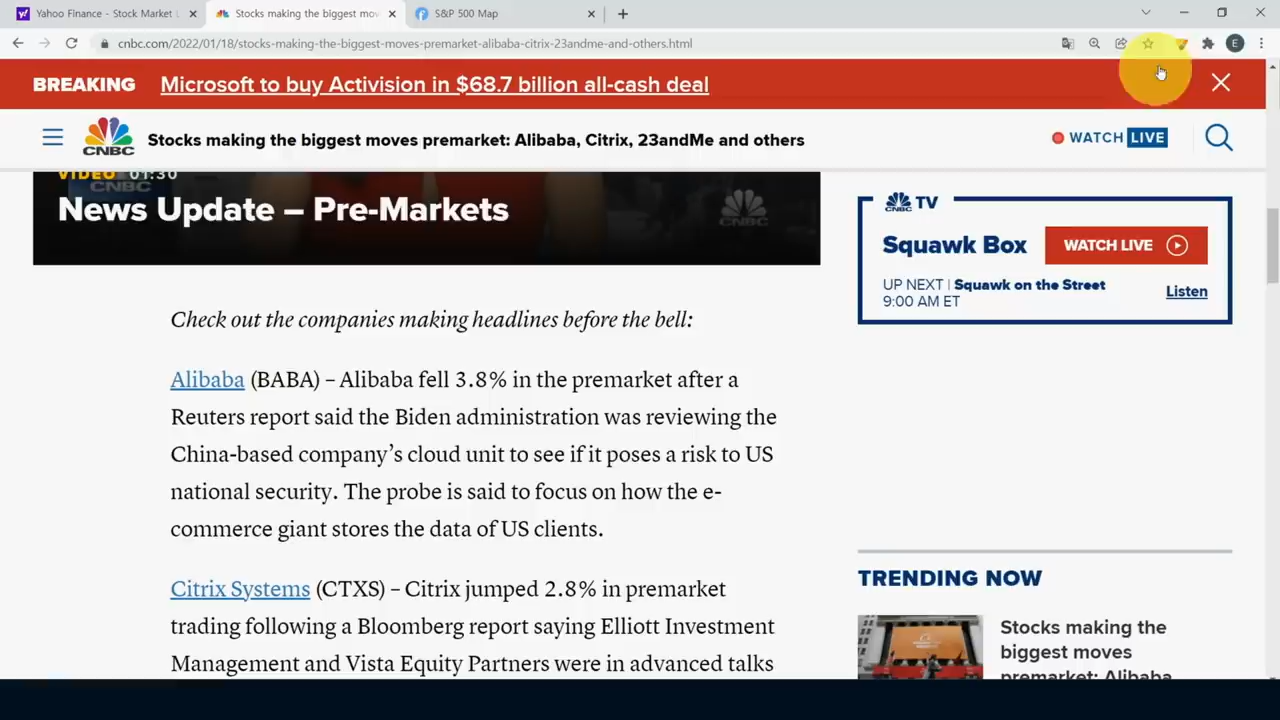 Yahoo Finance - Stock Market L
Stocks making the biggest mov
S&P 500 Map
cnbc.com/2022/01/18/stocks-making-the-biggest-moves-premarket-alibaba-citrix-23andme-and-others.html
E
BREAKING Microsoft to buy Activision in $68.7 billion all-cash deal
CNBC
Stocks making the biggest moves premarket: Alibaba, Citrix, 23andMe and others
WATCH LIVE
VIDEO 01:30
CNBC
News Update – Pre-Markets
CNBC
CNBC TV
Squawk Box
WATCH LIVE
UP NEXT | Squawk on the Street
9:00 AM ET
Listen
Check out the companies making headlines before the bell:
Alibaba (BABA) – Alibaba fell 3.8% in the premarket after a
Reuters report said the Biden administration was reviewing the
China-based company’s cloud unit to see if it poses a risk to US
national security. The probe is said to focus on how the e-
commerce giant stores the data of US clients.
Citrix Systems (CTXS) – Citrix jumped 2.8% in premarket
trading following a Bloomberg report saying Elliott Investment
Management and Vista Equity Partners were in advanced talks
TRENDING NOW
Stocks making the
biggest moves
premarket: Alibaba